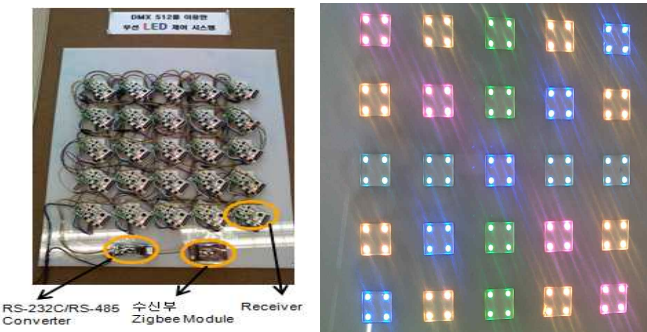 DMX 512를 이용한
무선 LED 제어 시스템
RS-232C/RS-485
Converter
수신부
Zigbee Module
Receiver